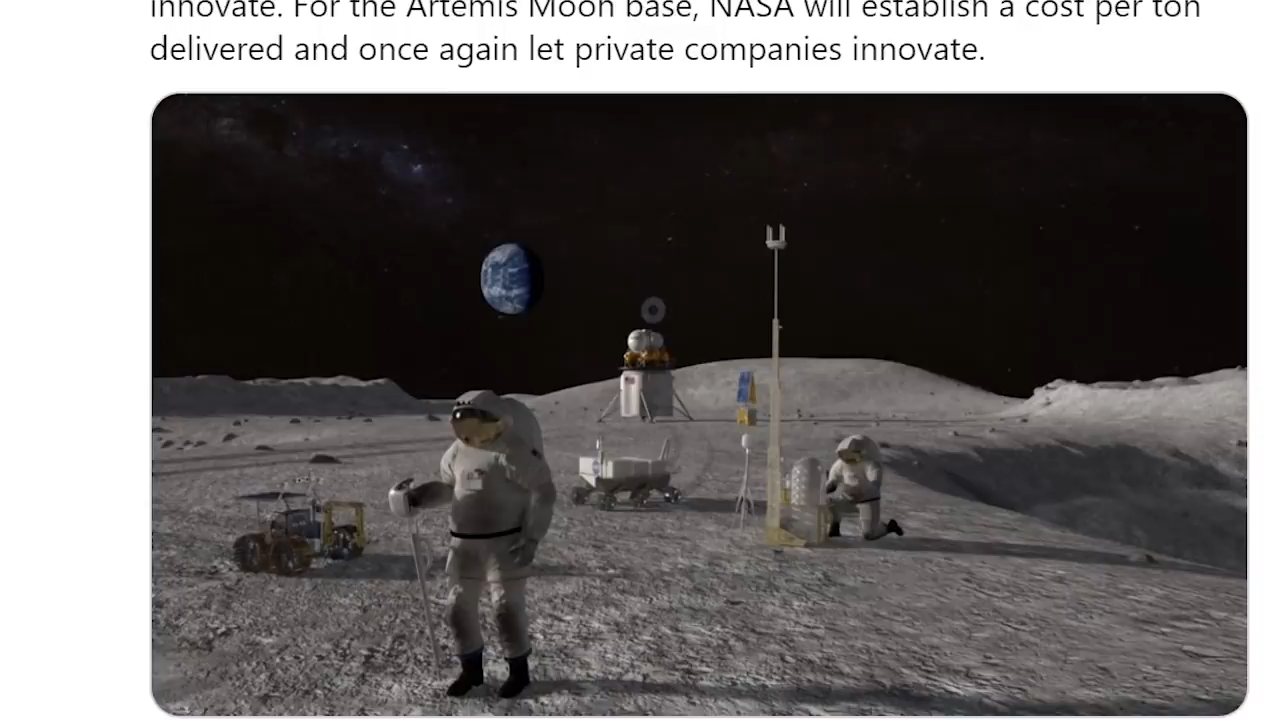 innovate. For the Artemis Moon base, NASA will establish a cost per ton
delivered and once again let private companies innovate.